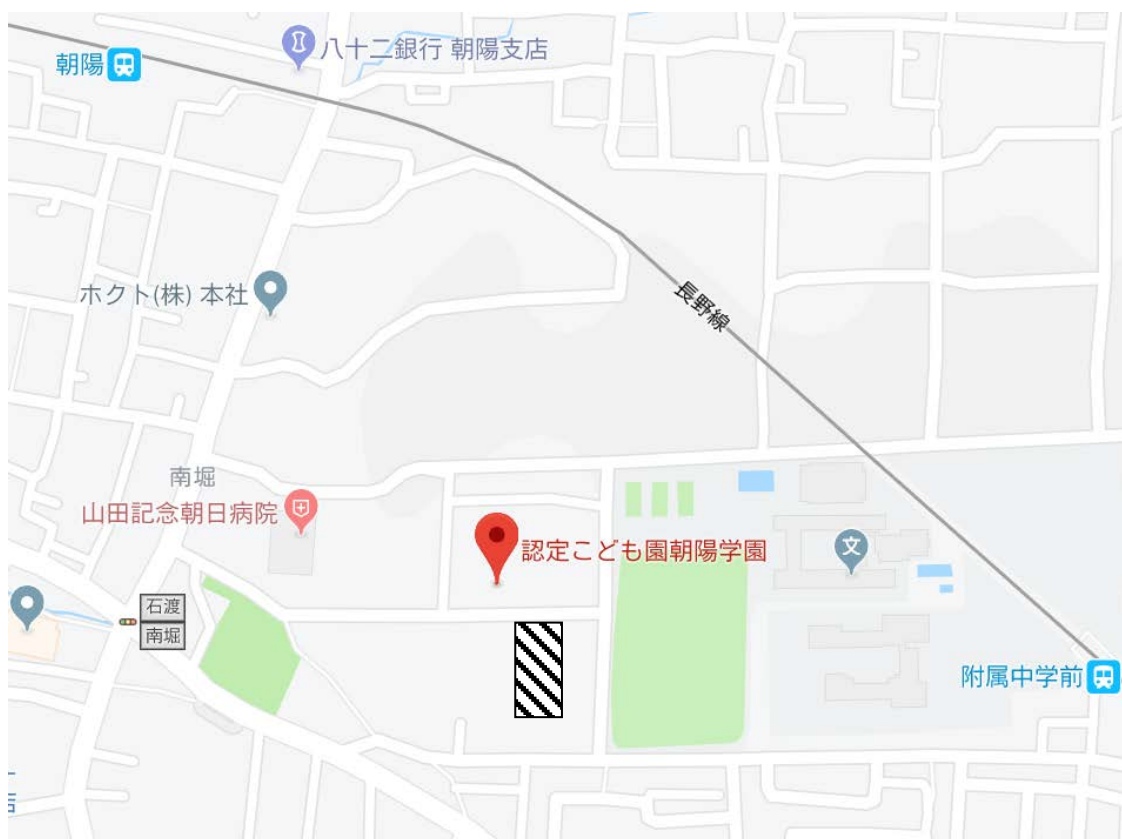 八十二銀行 朝陽支店
朝陽
ホクト(株) 本社
長野線
南堀
山田記念朝日病院
認定こども園朝陽学園
文
石渡
南堀
附属中学前
店